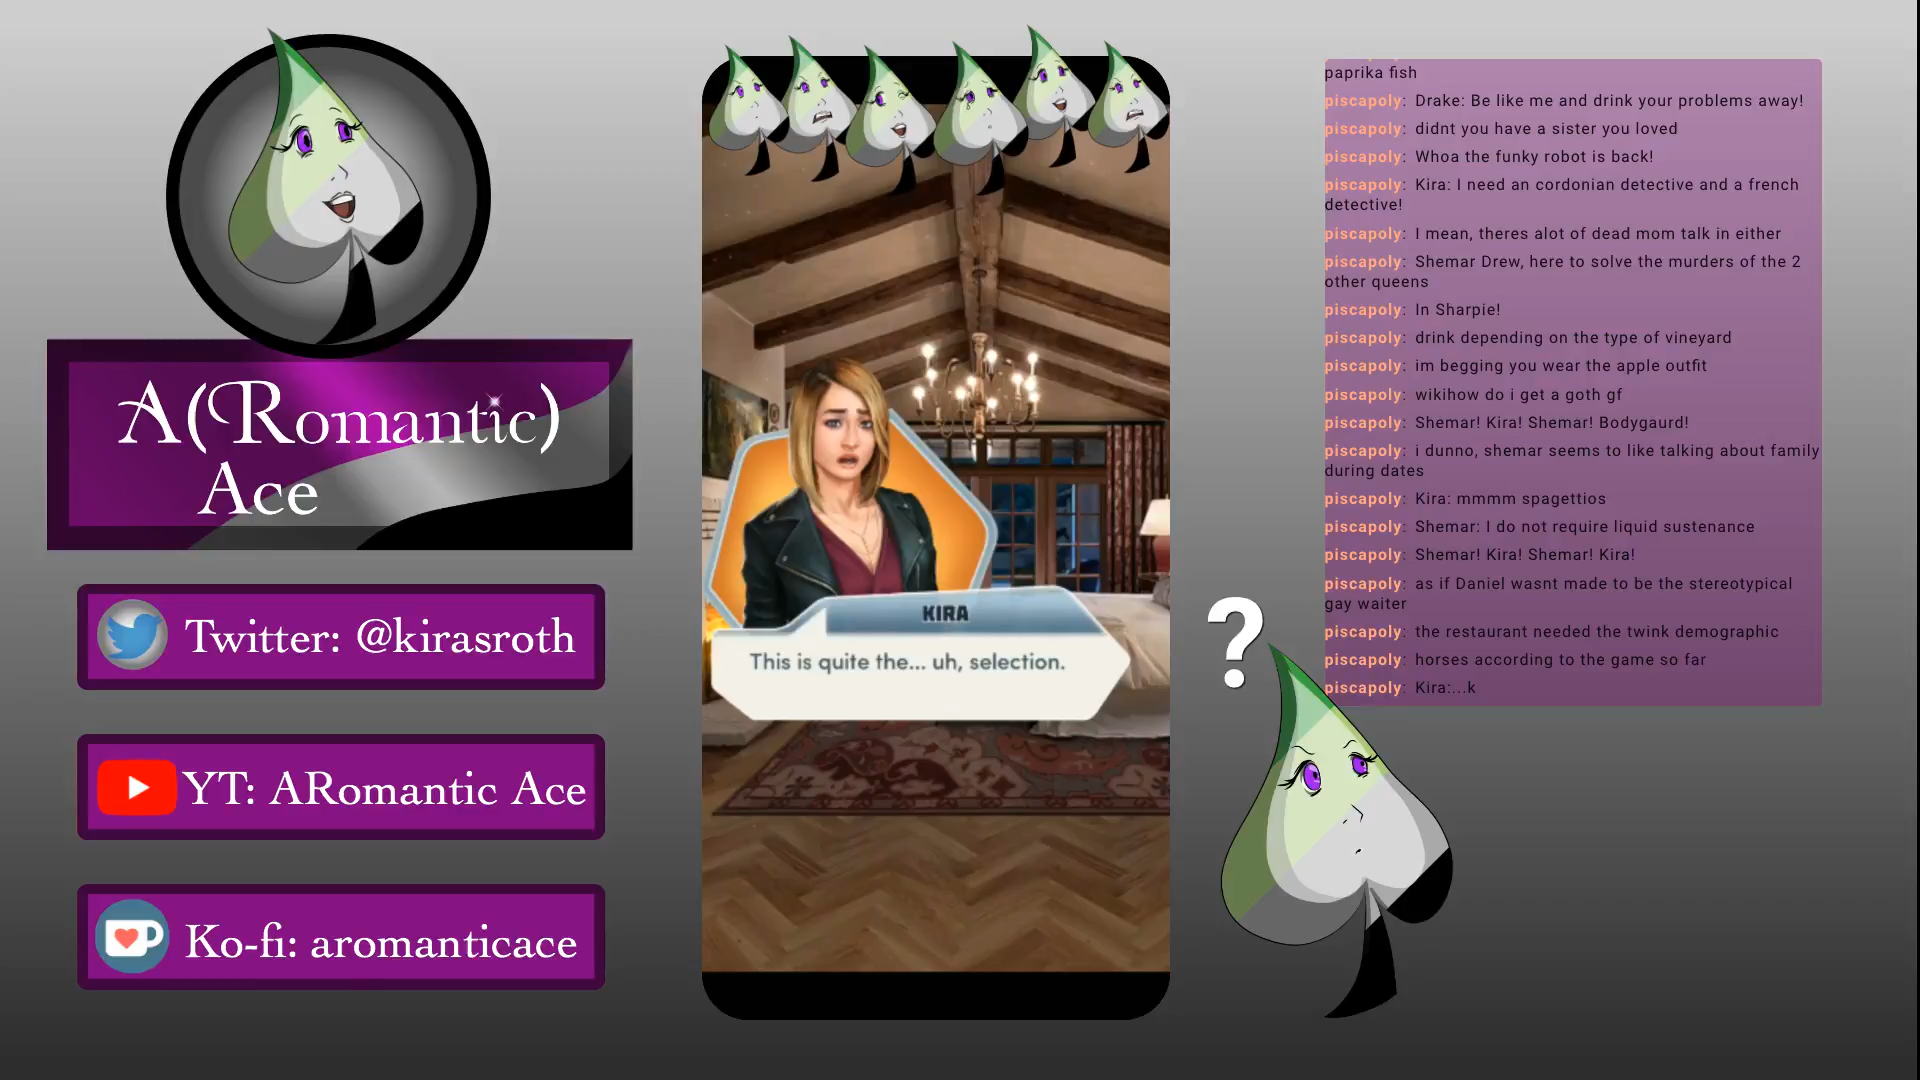 A(Romantic)
Ace
Twitter: @kirasroth
YT: ARomantic Ace
Ko-fi: aromanticace
KIRA
This is quite the... uh, selection.
?
paprika fish
piscapoly: Drake: Be like me and drink your problems away!
piscapoly: didnt you have a sister you loved
piscapoly: Whoa the funky robot is back!
piscapoly: Kira: I need an cordonian detective and a french
detective!
piscapoly: I mean, theres alot of dead mom talk in either
piscapoly: Shemar Drew, here to solve the murders of the 2
other queens
piscapoly: In Sharpie!
piscapoly: drink depending on the type of vineyard
piscapoly: im begging you wear the apple outfit
piscapoly: wikihow do i get a goth gf
piscapoly: Shemar! Kira! Shemar! Bodygaurd!
piscapoly: i dunno, shemar seems to like talking about family
during dates
piscapoly: Kira: mmmm spagettios
piscapoly: Shemar: I do not require liquid sustenance
piscapoly: Shemar! Kira! Shemar! Kira!
piscapoly: as if Daniel wasnt made to be the stereotypical
gay waiter
piscapoly: the restaurant needed the twink demographic
piscapoly: horses according to the game so far
piscapoly: Kira:...k